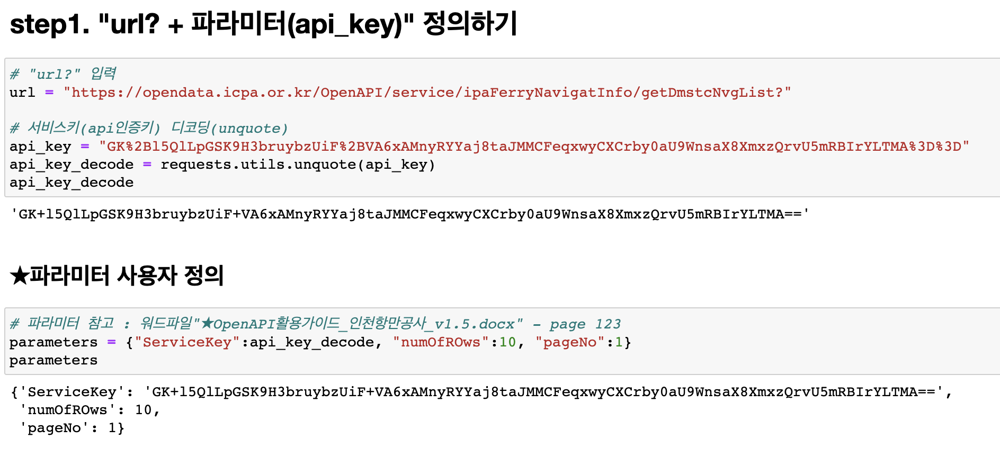 step1. "url? + 파라미터(api_key)" 정의하기
# "url?" 입력
url = "https://opendata.icpa.or.kr/OpenAPI/service/ipaFerryNavigatInfo/getDmstcNvgList?"
# 서비스키(api인증키) 디코딩(unquote)
api_key = "GK%2Bl5QlLpGSK9H3bruybzUiF%2BVA6xAMnyRYYaj8taJMMCFeqxwyCXCrby0aU9WnsaX8XmxzQrvU5mRBIrYLTMA%3D%3D"
api_key_decode = requests.utils.unquote(api_key)
api_key_decode
'GK+l5QlLpGSK9H3bruybzUiF+VA6xAMnyRYYaj8taJMMCFeqxwyCXCrby0aU9WnsaX8XmxzQrvU5mRBIrYLTMA=='
★파라미터 사용자 정의
# 파라미터 참고 : 워드파일"★OpenAPI활용가이드_인천항만공사_v1.5.docx" - page 123
parameters = {"ServiceKey":api_key_decode, "numOfROws":10, "pageNo":1}
parameters
{'ServiceKey': 'GK+l5QlLpGSK9H3bruybzUiF+VA6xAMnyRYYaj8taJMMCFeqxwyCXCrby0aU9WnsaX8XmxzQrvU5mRBIrYLTMA==',
'numOfROws': 10,
'pageNo': 1}